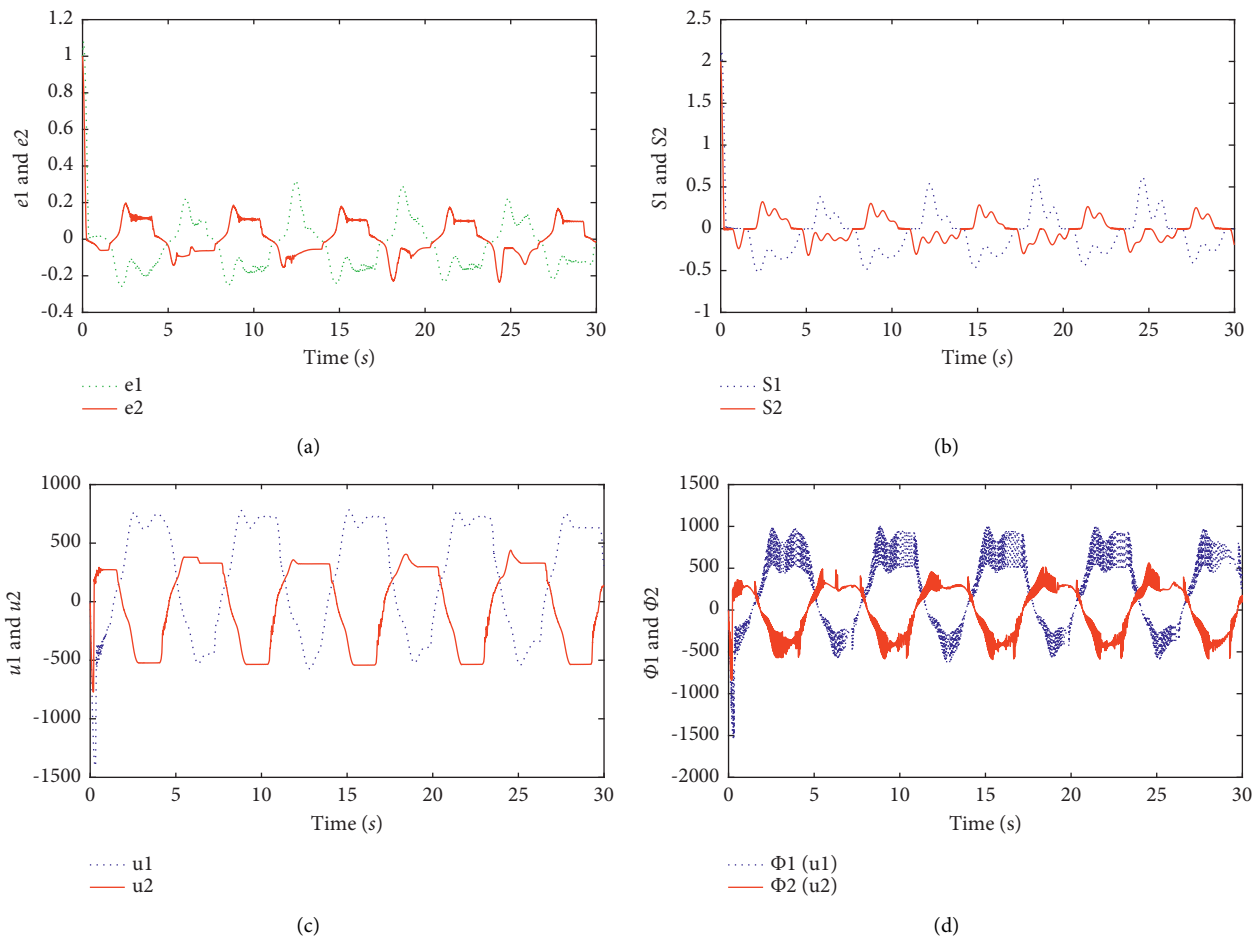 1.2
1
0.8
0.6
0.4
0.2
0
-0.2
-0.4
e1 and e2
0
5
10
15
20
25
30
Time (s)
e1
e2
(a)
2.5
2
1.5
1
0.5
0
-0.5
-1
S1 and S2
0
5
10
15
20
25
30
Time (s)
S1
S2
(b)
1000
500
0
-500
-1000
-1500
u1 and u2
0
5
10
15
20
25
30
Time (s)
u1
u2
(c)
1500
1000
500
0
-500
-1000
-1500
-2000
Φ1 and Φ2
0
5
10
15
20
25
30
Time (s)
Φ1 (u1)
Φ2 (u2)
(d)